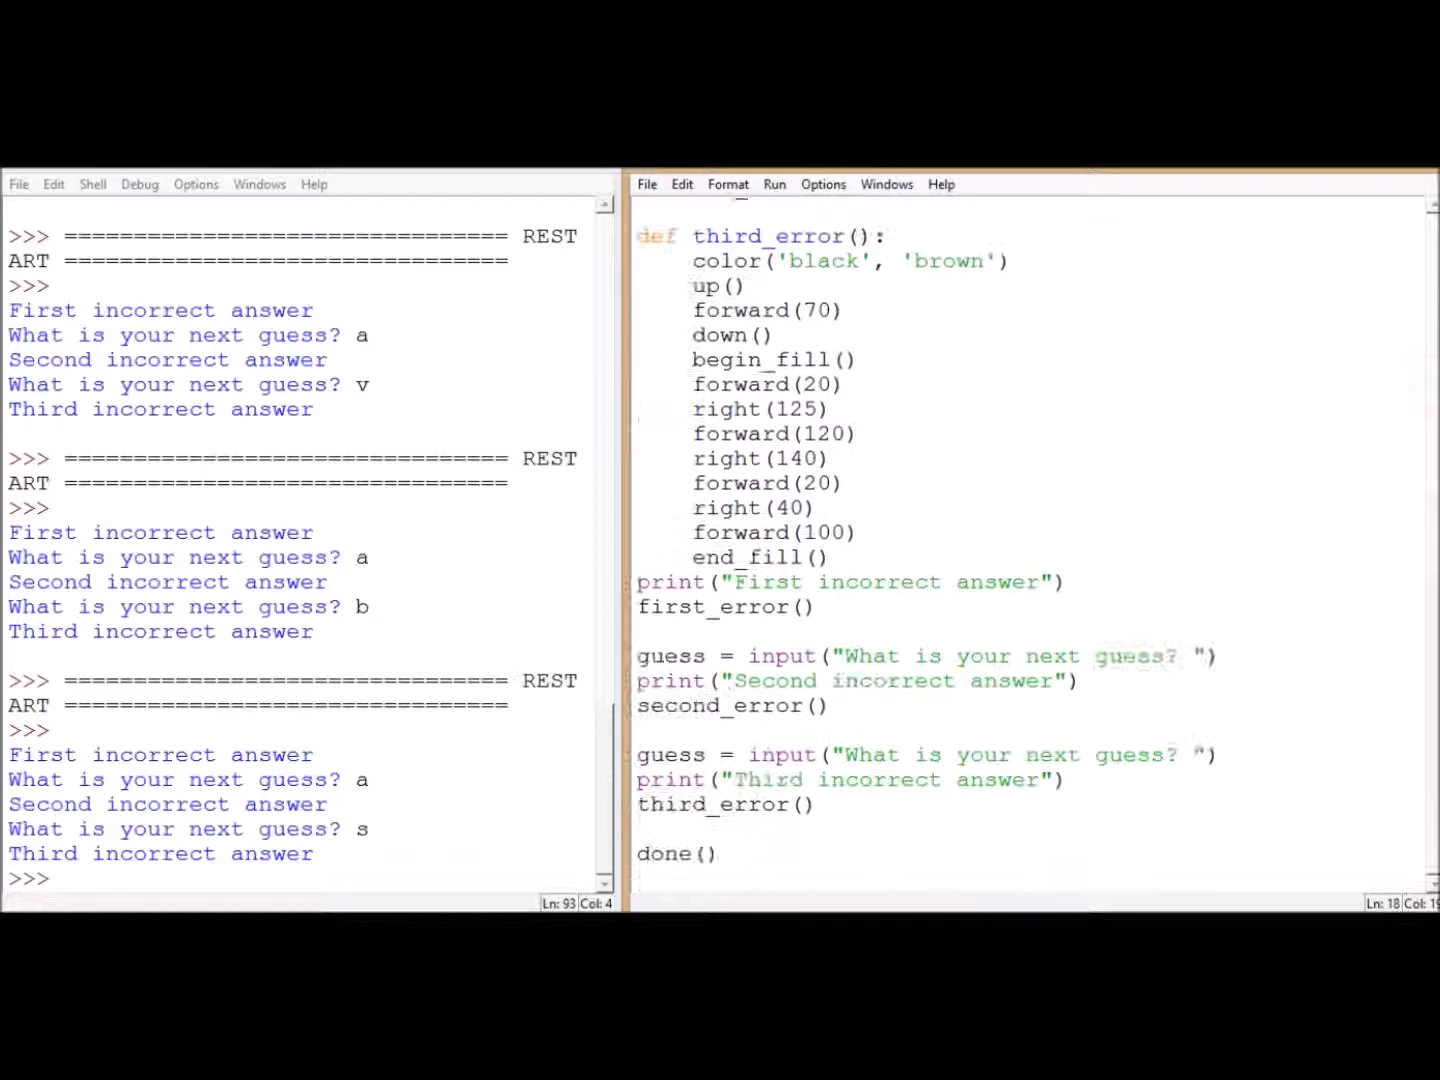 File Edit Shell Debug Options Windows Help
>>> ================================ REST
ART ================================
>>>
First incorrect answer
What is your next guess? a
Second incorrect answer
What is your next guess? v
Third incorrect answer
>>> ================================ REST
ART ================================
>>>
First incorrect answer
What is your next guess? a
Second incorrect answer
What is your next guess? b
Third incorrect answer
>>> ================================ REST
ART ================================
>>>
First incorrect answer
What is your next guess? a
Second incorrect answer
What is your next guess? s
Third incorrect answer
>>>
Ln: 93 Col: 4
File Edit Format Run Options Windows Help
def third_error():
    color('black', 'brown')
    up()
    forward(70)
    down()
    begin_fill()
    forward(20)
    right(125)
    forward(120)
    right(140)
    forward(20)
    right(40)
    forward(100)
    end_fill()
print("First incorrect answer")
first_error()
guess = input("What is your next guess? ")
print("Second incorrect answer")
second_error()
guess = input("What is your next guess? ")
print("Third incorrect answer")
third_error()
done()
Ln: 18 Col: 19